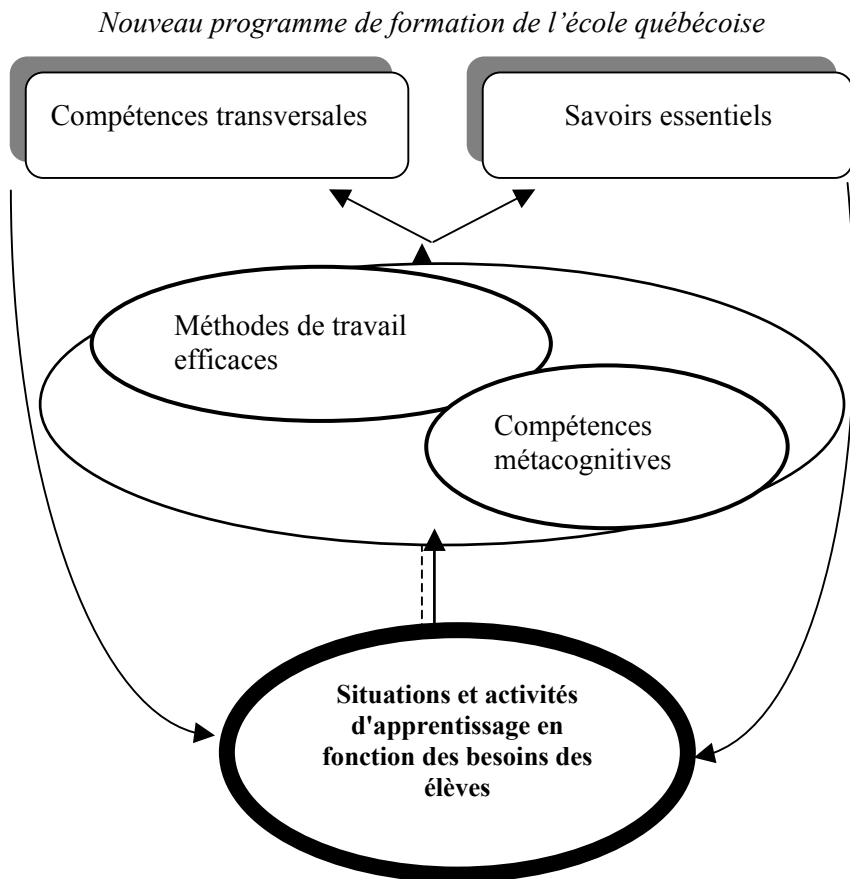 Nouveau programme de formation de l’école québécoise
Compétences transversales
Savoirs essentiels
Méthodes de travail
efficaces
Compétences
métacognitives
Situations et activités
d'apprentissage en
fonction des besoins des
élèves